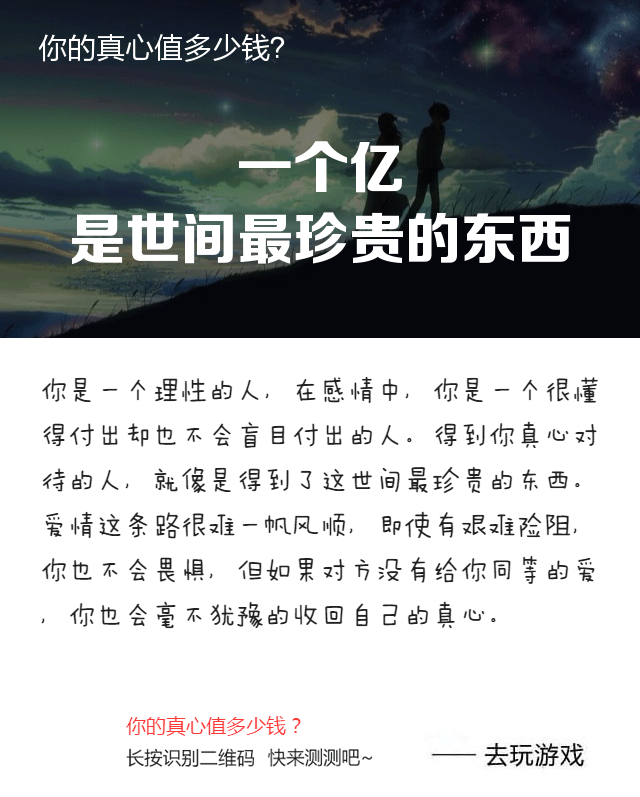 你的真心值多少钱?
一个亿
是世间最珍贵的东西
你是一个理性的人,在感情中,你是一个很懂
得付出却也不会盲目付出的人。得到你真心对
待的人,就像是得到了这世间最珍贵的东西。
爱情这条路很难一帆风顺,即使有艰难险阻,
你也不会畏惧,但如果对方没有给你同等的爱
,你也会毫不犹豫的收回自己的真心。
你的真心值多少钱？
长按识别二维码 快来测测吧~
—— 去玩游戏